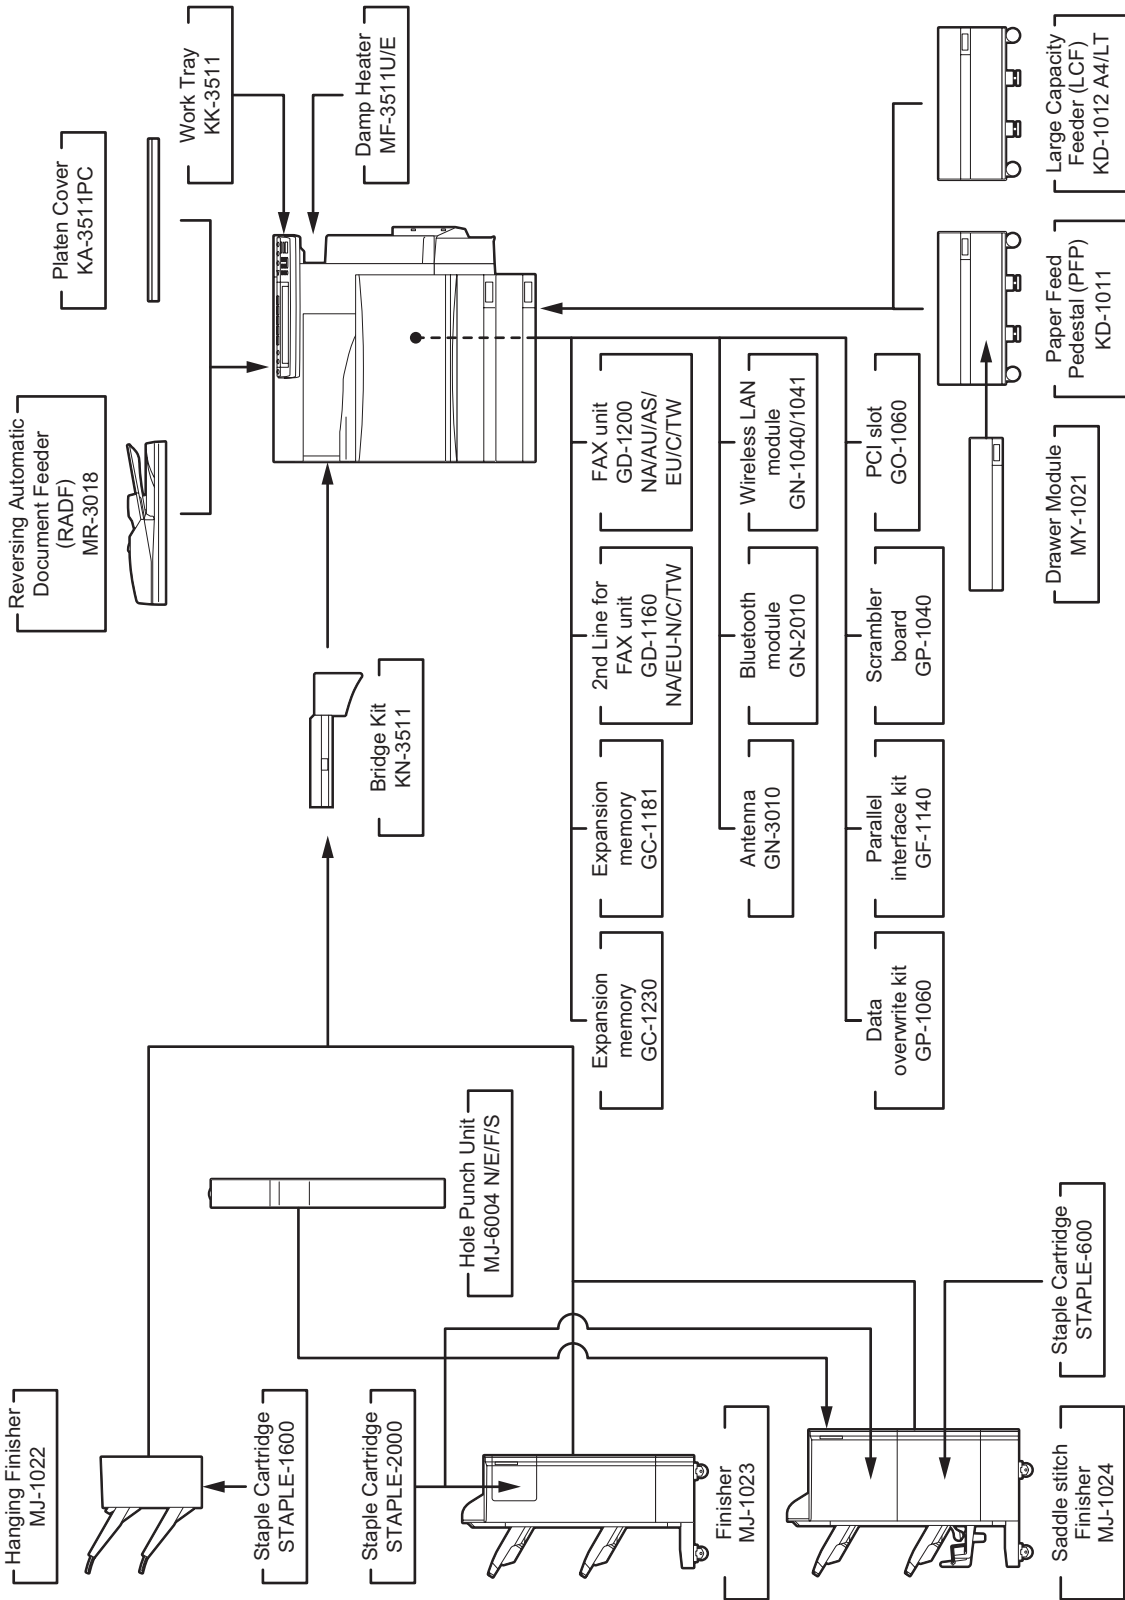 Hanging Finisher
MJ-1022
Staple Cartridge
STAPLE-1600
Staple Cartridge
STAPLE-2000
Finisher
MJ-1023
Saddle stitch
Finisher
MJ-1024
Hole Punch Unit
MJ-6004 N/E/F/S
Staple Cartridge
STAPLE-600
Bridge Kit
KN-3511
Reversing Automatic
Document Feeder
(RADF)
MR-3018
Platen Cover
KA-3511PC
Work Tray
KK-3511
Damp Heater
MF-3511U/E
Expansion
memory
GC-1230
Expansion
memory
GC-1181
2nd Line for
FAX unit
GD-1160
NA/EU-N/C/TW
FAX unit
GD-1200
NA/AU/AS/
EU/C/TW
Antenna
GN-3010
Bluetooth
module
GN-2010
Wireless LAN
module
GN-1040/1041
Data
overwrite kit
GP-1060
Parallel
interface kit
GF-1140
Scrambler
board
GP-1040
PCI slot
GO-1060
Drawer Module
MY-1021
Paper Feed
Pedestal (PFP)
KD-1011
Large Capacity
Feeder (LCF)
KD-1012 A4/LT